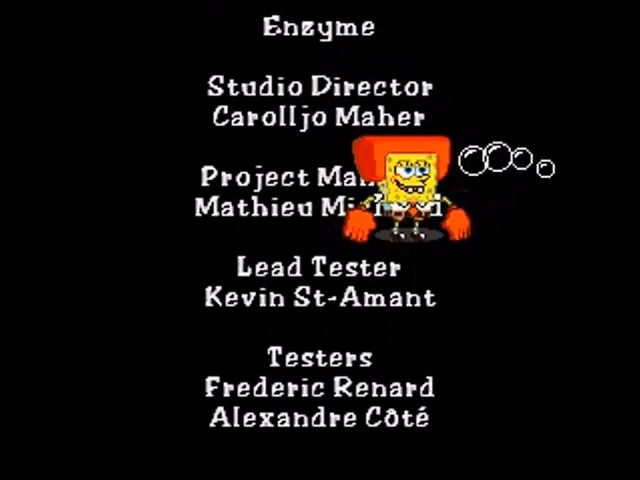 Enzyme
Studio Director
Carolljo Maher
Project
Mathieu
Lead Tester
Kevin St-Amant
Testers
Frederic Renard
Alexandre Côté